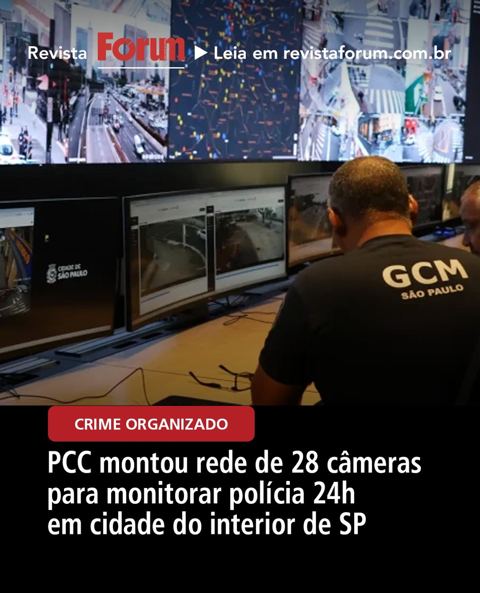 Revista Forum ▶ Leia em revistaforum.com.br
CIDADE DE
SÃO PAULO
GCM
SÃO PAULO
CRIME ORGANIZADO
PCC montou rede de 28 câmeras
para monitorar polícia 24h
em cidade do interior de SP